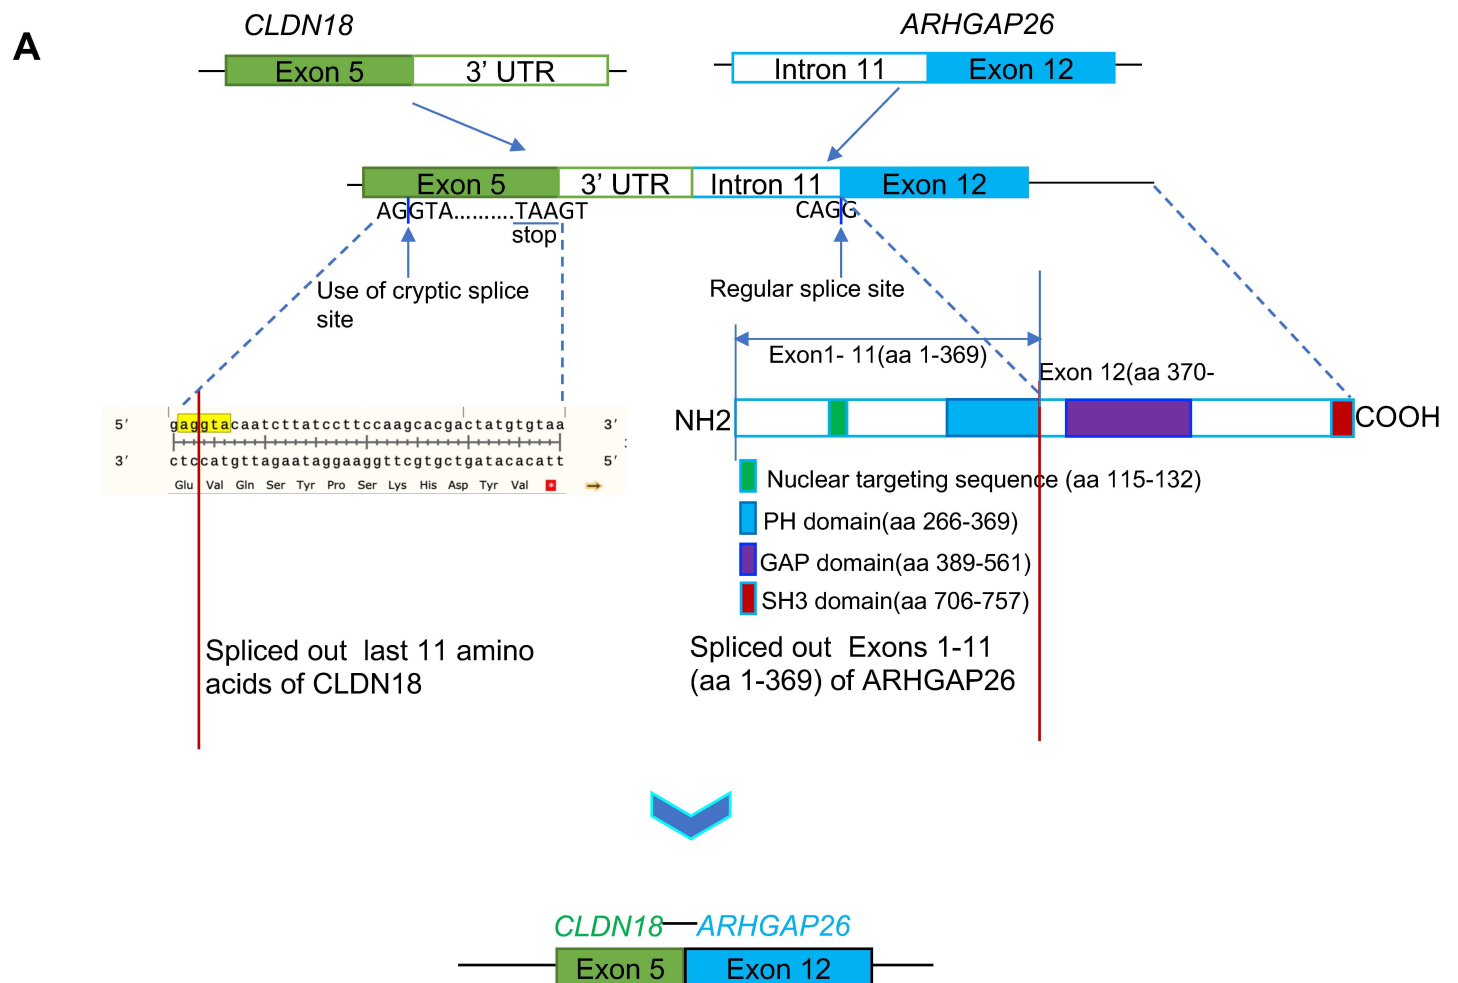 A
CLDN18
ARHGAP26
Exon 5
3’ UTR
Intron 11
Exon 12
Exon 5
3’ UTR
Intron 11
Exon 12
AGGTA..........TAAGT
stop
CAGG
Use of cryptic splice
site
Regular splice site
Exon1- 11(aa 1-369)
Exon 12(aa 370-
NH2
COOH
5’ gaggtacaatcttatccttccaagcacgactatgtgtaa 3’
3’ ctccatgttagaataggaaggttcgtgctgatacacatt 5’
Glu Val Gln Ser Tyr Pro Ser Lys His Asp Tyr Val *
Nuclear targeting sequence (aa 115-132)
PH domain(aa 266-369)
GAP domain(aa 389-561)
SH3 domain(aa 706-757)
Spliced out last 11 amino
acids of CLDN18
Spliced out Exons 1-11
(aa 1-369) of ARHGAP26
CLDN18—ARHGAP26
Exon 5
Exon 12